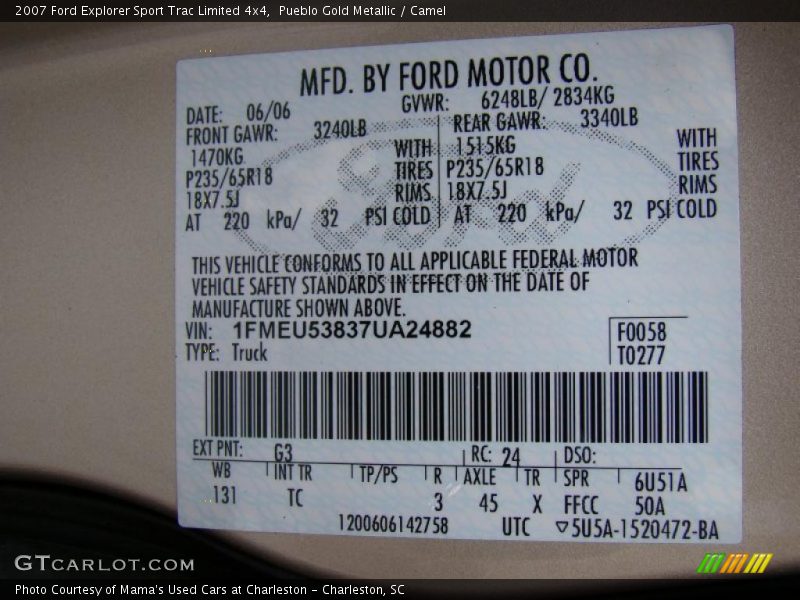 2007 Ford Explorer Sport Trac Limited 4x4,  Pueblo Gold Metallic / Camel
MFD. BY FORD MOTOR CO.
DATE: 06/06 GVWR: 6248LB/ 2834KG
FRONT GAWR: 3240LB REAR GAWR: 3340LB
1470KG WITH 1515KG WITH
P235/65R18 TIRES P235/65R18 TIRES
18X7.5J RIMS 18X7.5J RIMS
AT 220 kPa/ 32 PSI COLD AT 220 kPa/ 32 PSI COLD
THIS VEHICLE CONFORMS TO ALL APPLICABLE FEDERAL MOTOR
VEHICLE SAFETY STANDARDS IN EFFECT ON THE DATE OF
MANUFACTURE SHOWN ABOVE.
VIN: 1FMEU53837UA24882 F0058
TYPE: Truck T0277
EXT PNT: G3 RC: 24 DSO:
WB INT TR TP/PS R AXLE TR SPR 6U51A
131 TC 3 45 X FFCC 50A
1200606142758 UTC ▽5U5A-1520472-BA
GTCARLOT.COM
Photo Courtesy of Mama's Used Cars at Charleston - Charleston, SC